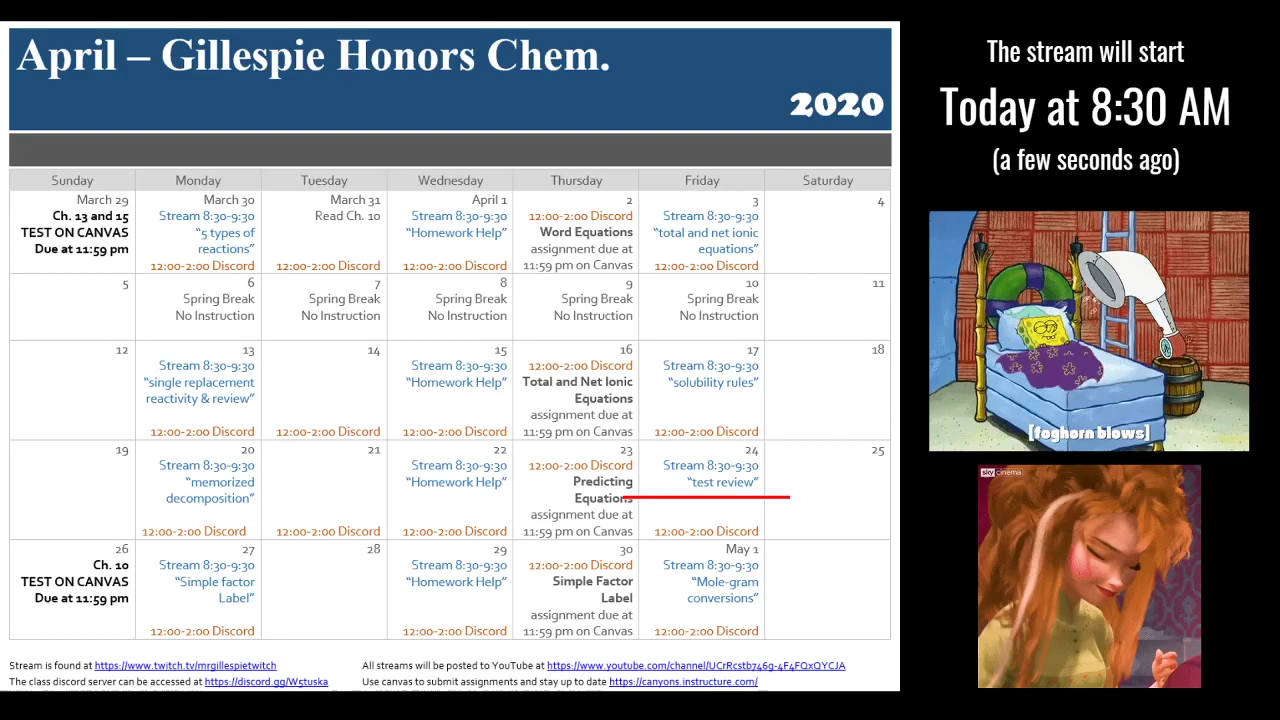 April – Gillespie Honors Chem.
2020
The stream will start
Today at 8:30 AM
(a few seconds ago)
Sunday Monday Tuesday Wednesday Thursday Friday Saturday
March 29
Ch. 13 and 15
TEST ON CANVAS
Due at 11:59 pm
March 30
Stream 8:30-9:30
"5 types of
reactions"
12:00-2:00 Discord
March 31
Read Ch. 10
12:00-2:00 Discord
April 1
Stream 8:30-9:30
"Homework Help"
12:00-2:00 Discord
2
12:00-2:00 Discord
Word Equations
assignment due at
11:59 pm on Canvas
3
Stream 8:30-9:30
"total and net ionic
equations"
12:00-2:00 Discord
4
5
6
Spring Break
No Instruction
7
Spring Break
No Instruction
8
Spring Break
No Instruction
9
Spring Break
No Instruction
10
Spring Break
No Instruction
11
12
13
Stream 8:30-9:30
"single replacement
reactivity & review"
12:00-2:00 Discord
14
12:00-2:00 Discord
15
Stream 8:30-9:30
"Homework Help"
12:00-2:00 Discord
16
12:00-2:00 Discord
Total and Net Ionic
Equations
assignment due at
11:59 pm on Canvas
17
Stream 8:30-9:30
"solubility rules"
12:00-2:00 Discord
18
19
20
Stream 8:30-9:30
"memorized
decomposition"
12:00-2:00 Discord
21
12:00-2:00 Discord
22
Stream 8:30-9:30
"Homework Help"
12:00-2:00 Discord
23
12:00-2:00 Discord
Predicting
Equations
assignment due at
11:59 pm on Canvas
24
Stream 8:30-9:30
"test review"
12:00-2:00 Discord
25
26
Ch. 10
TEST ON CANVAS
Due at 11:59 pm
27
Stream 8:30-9:30
"Simple factor
Label"
12:00-2:00 Discord
28
29
Stream 8:30-9:30
"Homework Help"
12:00-2:00 Discord
30
12:00-2:00 Discord
Simple Factor
Label
assignment due at
11:59 pm on Canvas
May 1
Stream 8:30-9:30
"Mole-gram
conversions"
12:00-2:00 Discord
Stream is found at https://www.twitch.tv/mrgillespietwitch
The class discord server can be accessed at https://discord.gg/W5tuska
All streams will be posted to YouTube at https://www.youtube.com/channel/UCrRcstb746g-4F4FQxQYCJA
Use canvas to submit assignments and stay up to date https://canyons.instructure.com/
[foghorn blows]
sky cinema